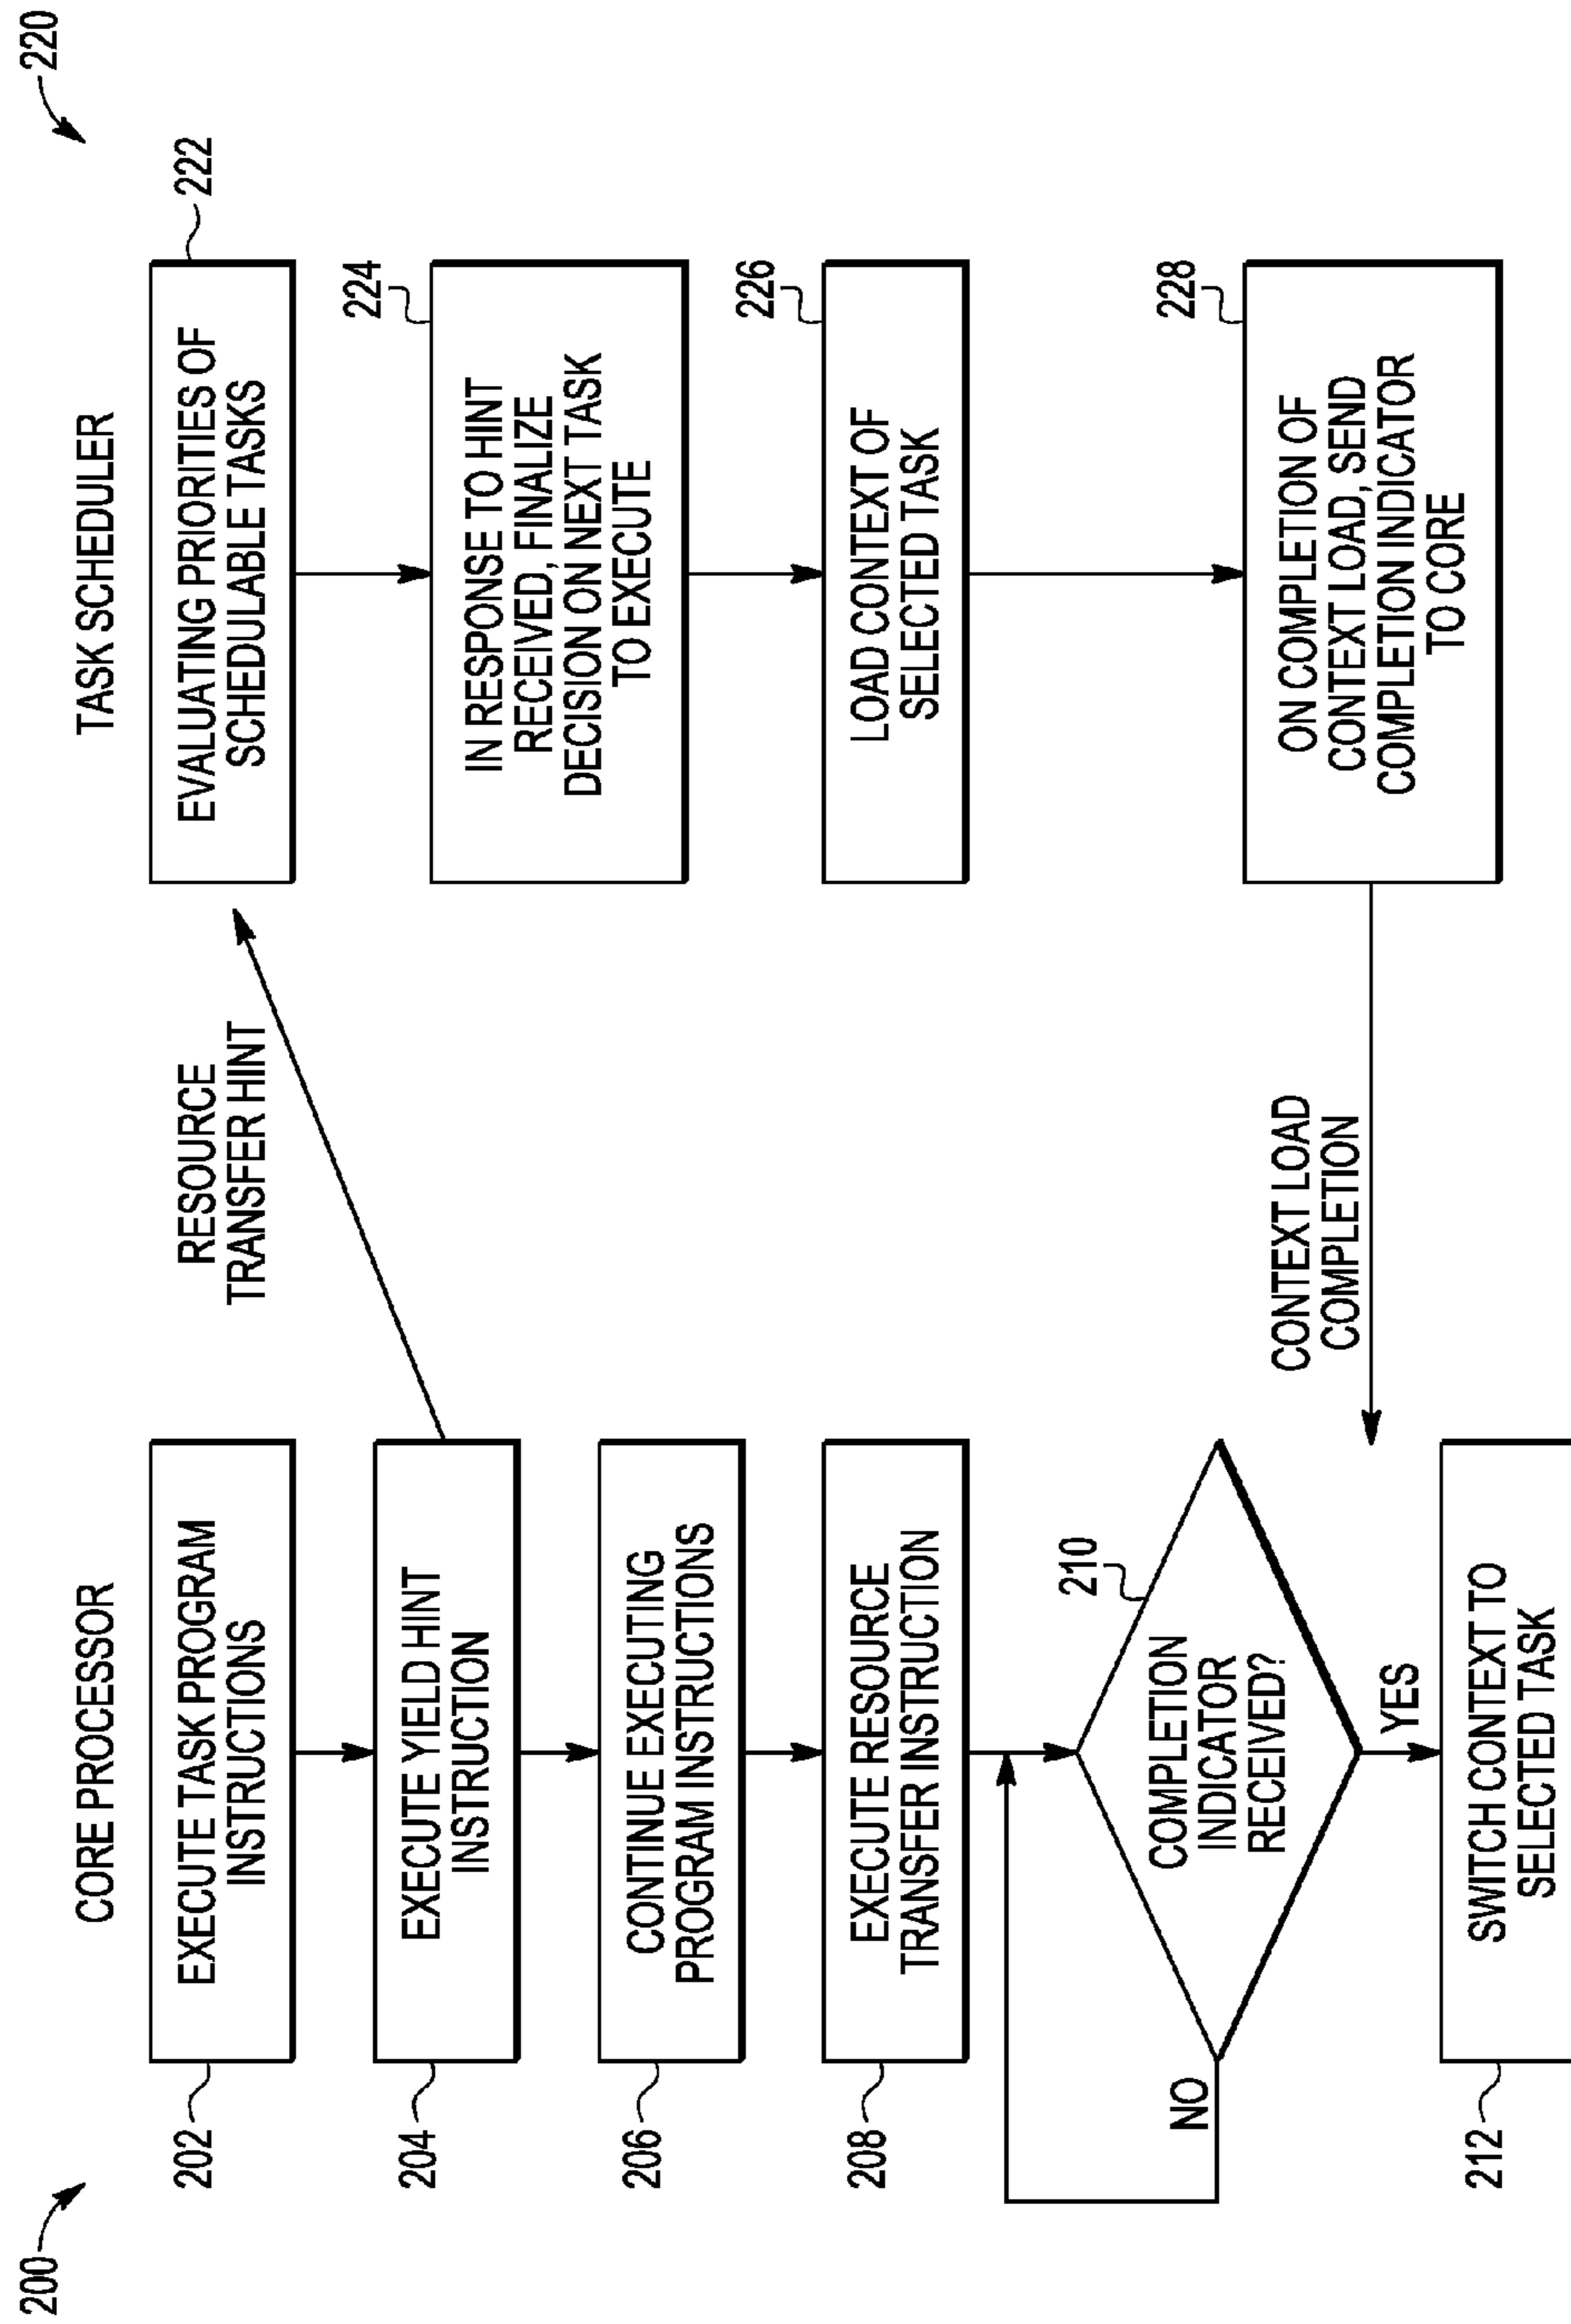 200
CORE PROCESSOR
202
EXECUTE TASK PROGRAM
INSTRUCTIONS
204
EXECUTE YIELD HINT
INSTRUCTION
206
CONTINUE EXECUTING
PROGRAM INSTRUCTIONS
208
EXECUTE RESOURCE
TRANSFER INSTRUCTION
210
COMPLETION
INDICATOR
RECEIVED?
NO
YES
212
SWITCH CONTEXT TO
SELECTED TASK
RESOURCE
TRANSFER HINT
CONTEXT LOAD
COMPLETION
220
TASK SCHEDULER
222
EVALUATING PRIORITIES OF
SCHEDULABLE TASKS
224
IN RESPONSE TO HINT
RECEIVED, FINALIZE
DECISION ON NEXT TASK
TO EXECUTE
226
LOAD CONTEXT OF
SELECTED TASK
228
ON COMPLETION OF
CONTEXT LOAD, SEND
COMPLETION INDICATOR
TO CORE